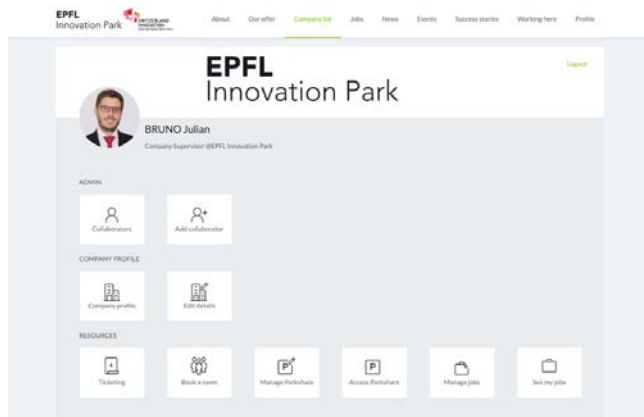 EPFL
Innovation Park
SWITZERLAND
INNOVATION
About Our offer Company list Jobs News Events Success stories Working here Profile
EPFL
Innovation Park
Logout
BRUNO Julian
Company Supervisor @EPFL Innovation Park
ADMIN
Collaborators Add collaborator
COMPANY PROFILE
Company profile Edit details
RESOURCES
Ticketing Book a room Manage Parkshare Access Parkshare Manage jobs See my jobs